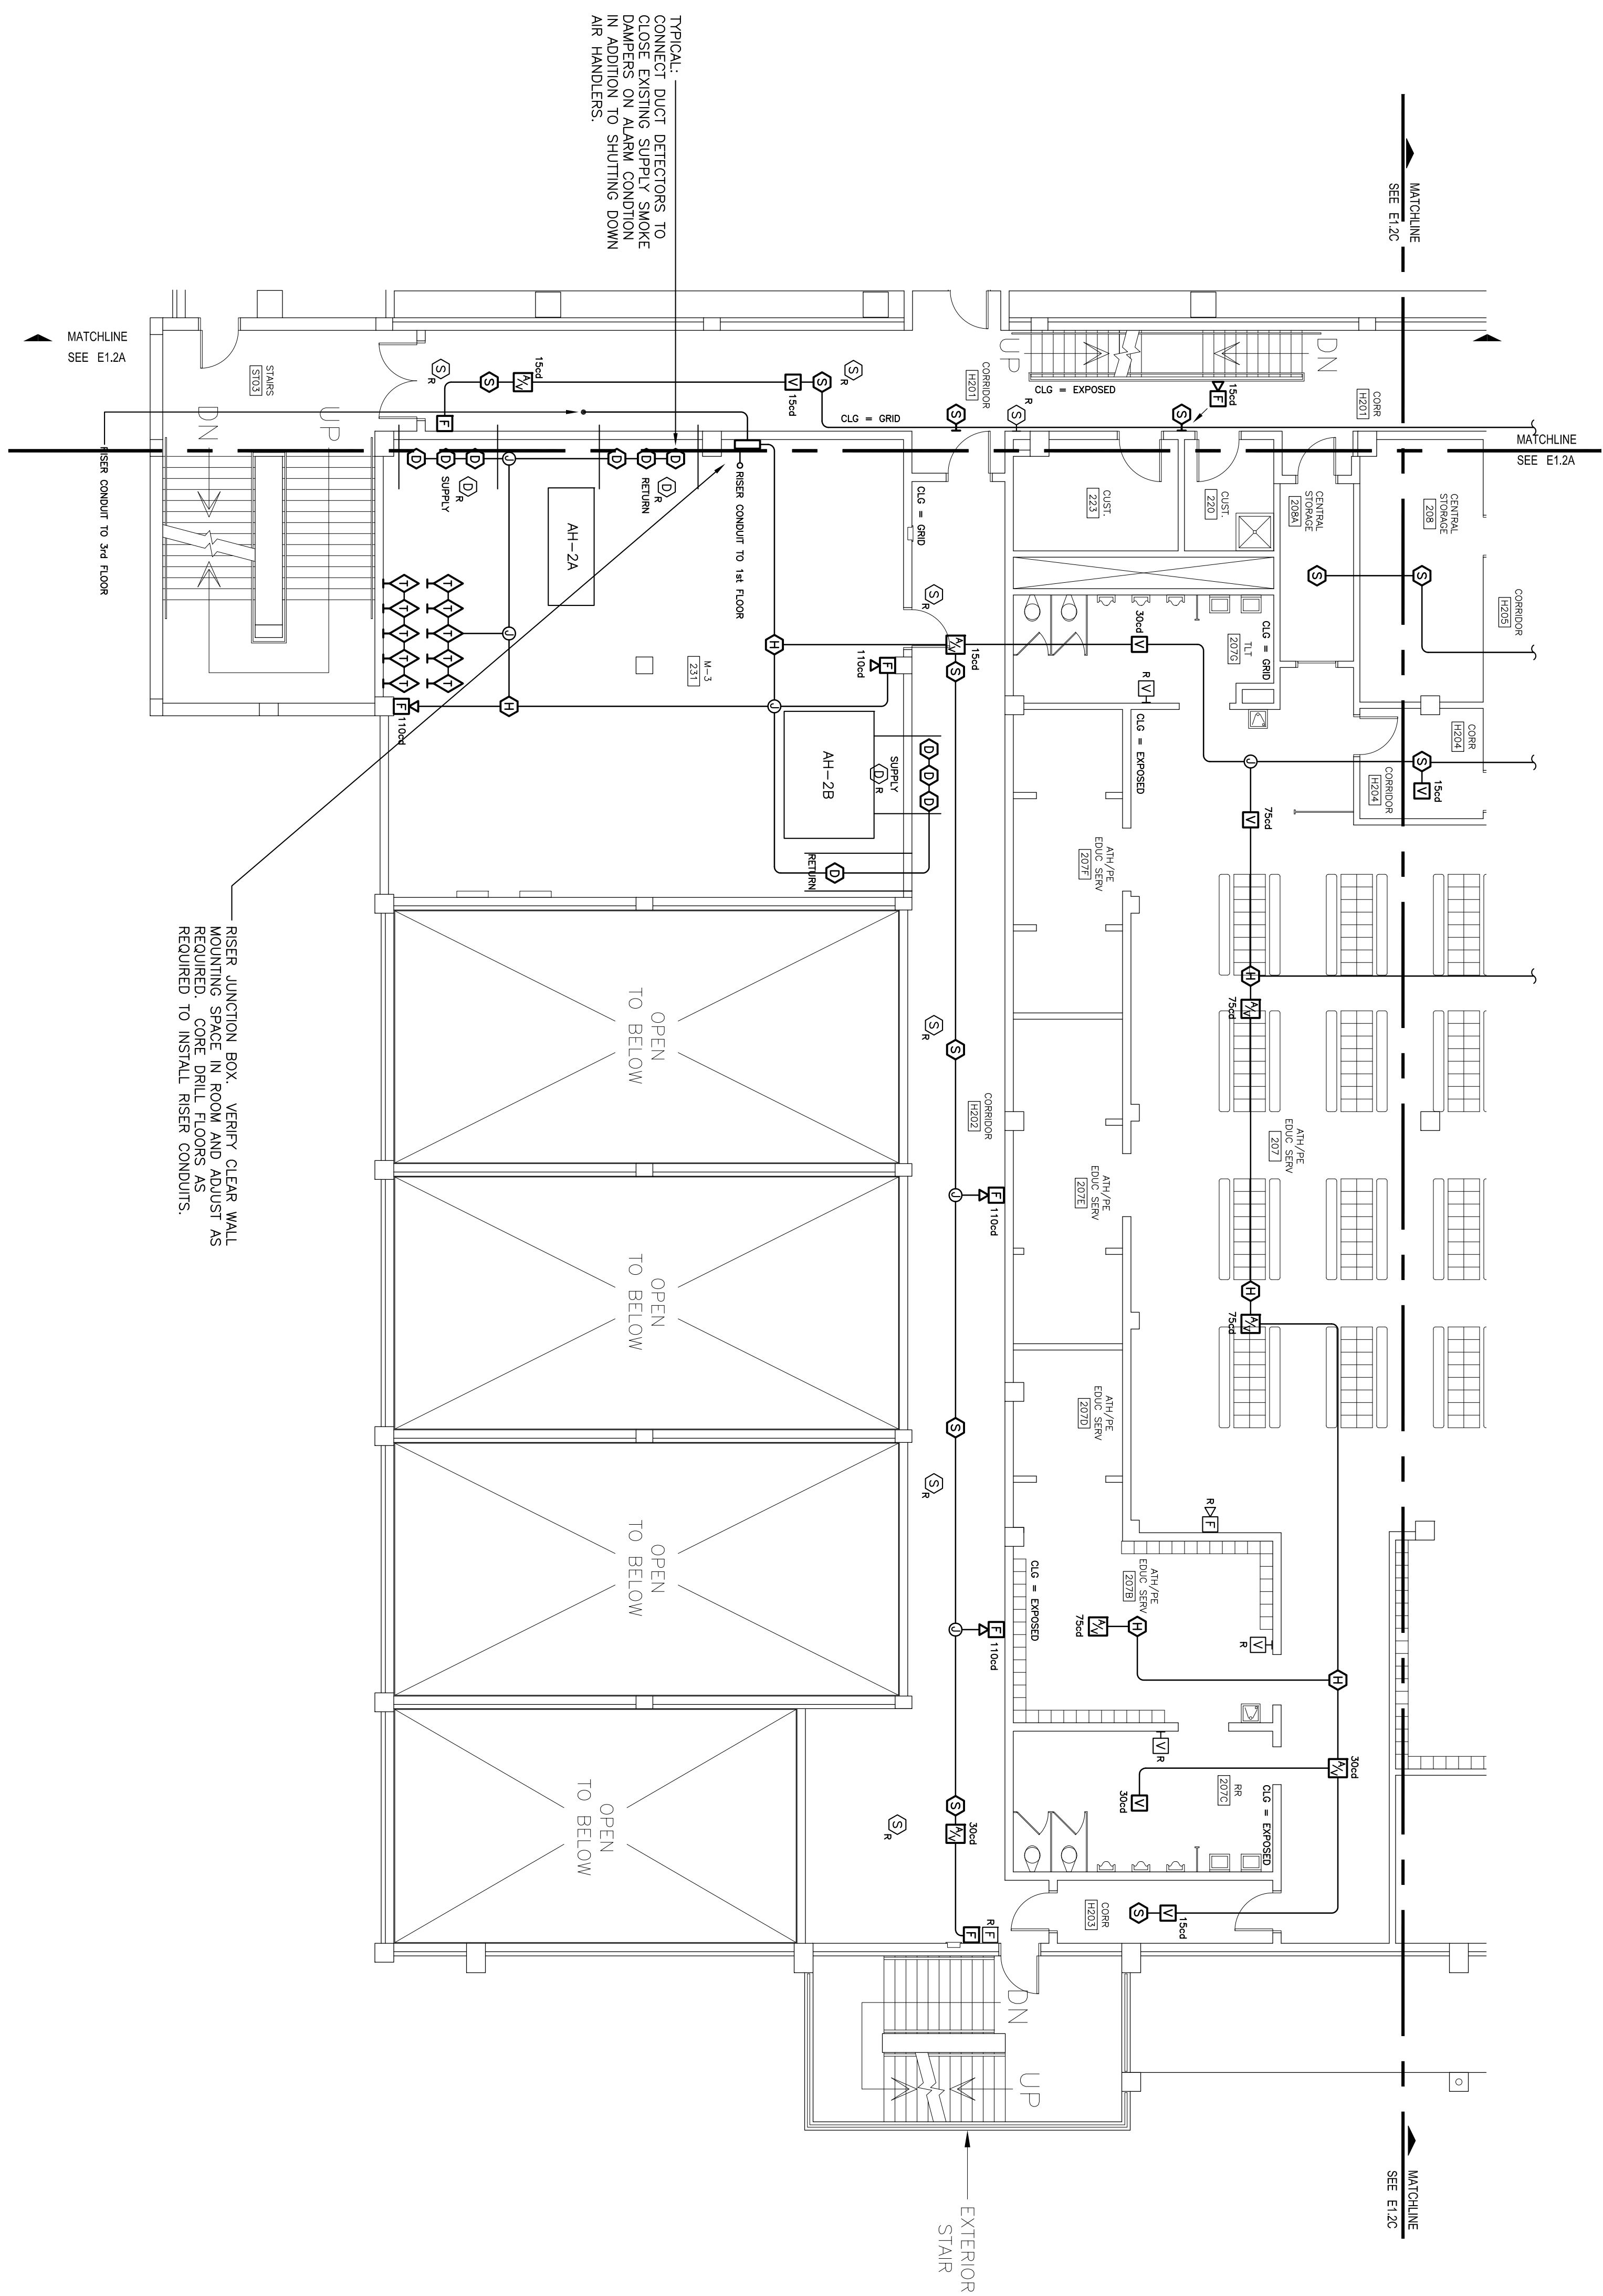 TYPICAL:
CONNECT DUCT DETECTORS TO
CLOSE EXISTING SUPPLY SMOKE
DAMPERS ON ALARM CONDTION
IN ADDITION TO SHUTTING DOWN
AIR HANDLERS.
MATCHLINE
SEE E1.2C
MATCHLINE
SEE E1.2A
MATCHLINE
SEE E1.2A
MATCHLINE
SEE E1.2C
STAIRS
ST03
DN
UP
RISER CONDUIT TO 3rd FLOOR
S
R
S
A/V
15cd
F
V
15cd
S
S
R
CLG = GRID
CORRIDOR
H201
S
S
R
UP
DN
CLG = EXPOSED
15cd
F
S
CORR
H201
D
D
D
J
D
D
D
SUPPLY
D
R
RETURN
D
R
RISER CONDUIT TO 1st FLOOR
AH-2A
T
T
T
T
T
T
T
T
T
T
J
H
F
110cd
M-3
231
H
J
F
110cd
AH-2B
SUPPLY
D
R
D
D
D
RETURN
D
CLG = GRID
S
R
A/V
15cd
S
CUST.
223
CUST.
220
CENTRAL
STORAGE
208A
CENTRAL
STORAGE
208
S
S
CORRIDOR
H205
30cd
V
TLT
207G
CLG = GRID
R
V
CLG = EXPOSED
J
CORR
H204
CORRIDOR
H204
S
V
15cd
75cd
V
ATH/PE
EDUC SERV
207F
H
A/V
75cd
ATH/PE
EDUC SERV
207
H
A/V
75cd
ATH/PE
EDUC SERV
207E
ATH/PE
EDUC SERV
207D
S
R
S
CORRIDOR
H202
J
F
110cd
S
S
R
J
F
110cd
OPEN
TO BELOW
OPEN
TO BELOW
OPEN
TO BELOW
OPEN
TO BELOW
R
F
ATH/PE
EDUC SERV
207B
CLG = EXPOSED
75cd
A/V
H
V
R
H
V
R
30cd
A/V
RR
207C
CLG = EXPOSED
30cd
V
S
30cd
A/V
S
R
R
F
F
CORR
H203
S
V
15cd
DN
UP
EXTERIOR
STAIR
RISER JUNCTION BOX. VERIFY CLEAR WALL
MOUNTING SPACE IN ROOM AND ADJUST AS
REQUIRED. CORE DRILL FLOORS AS
REQUIRED TO INSTALL RISER CONDUITS.